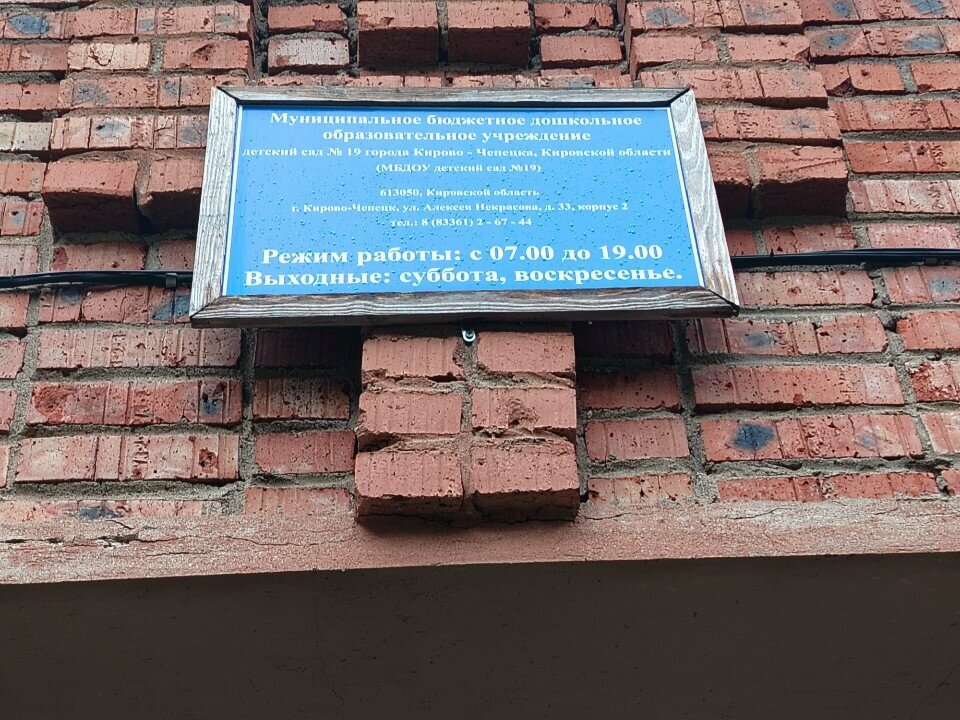 Муниципальное бюджетное дошкольное
образовательное учреждение
детский сад № 19 города Кирово - Чепецка, Кировской области
(МБДОУ детский сад №19)
613050, Кировской область
г. Кирово-Чепецк, ул. Алексея Некрасова, д. 33, корпус 2
тел.: 8 (83361) 2 - 67 - 44
Режим работы: с 07.00 до 19.00
Выходные: суббота, воскресенье.